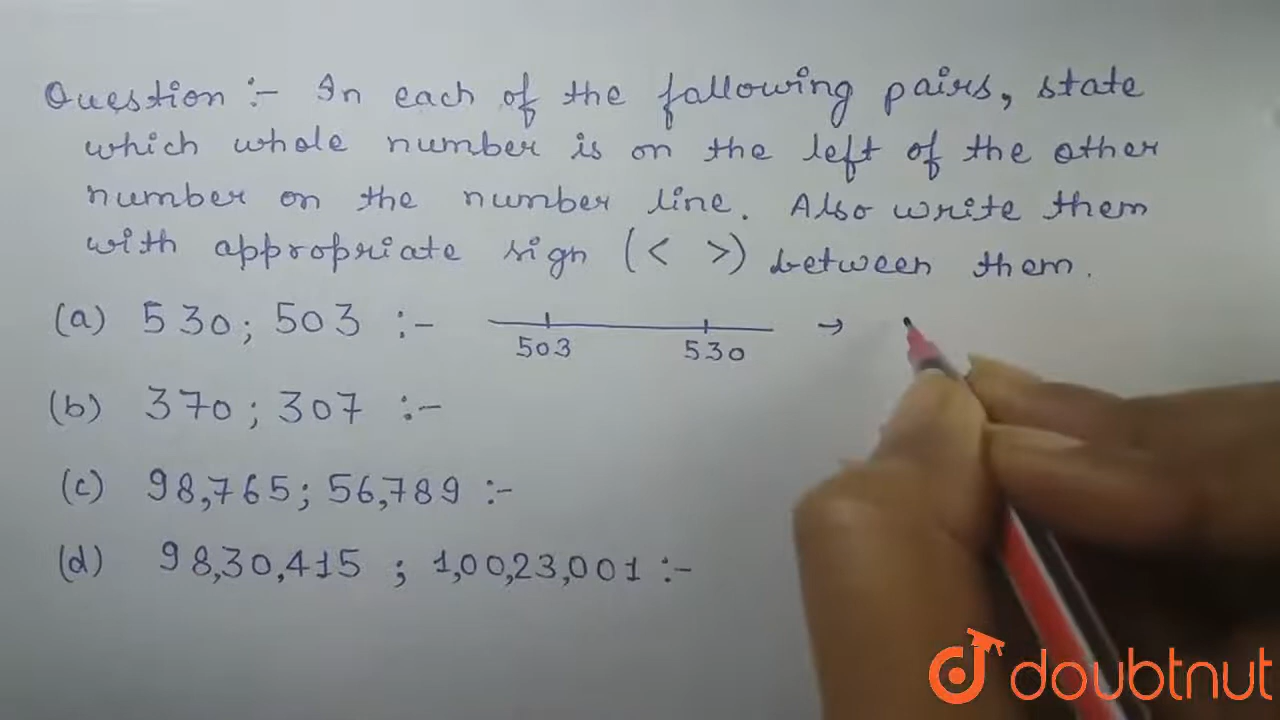 Question :- In each of the fallowing pairs, state
which whole number is on the left of the other
number on the number line. Also write them
with appropriate sign (< >) between them.
(a) 530; 503 :- 503 530 →
(b) 370; 307 :-
(c) 98,765; 56,789 :-
(d) 98,30,415 ; 1,00,23,001 :-
doubtnut